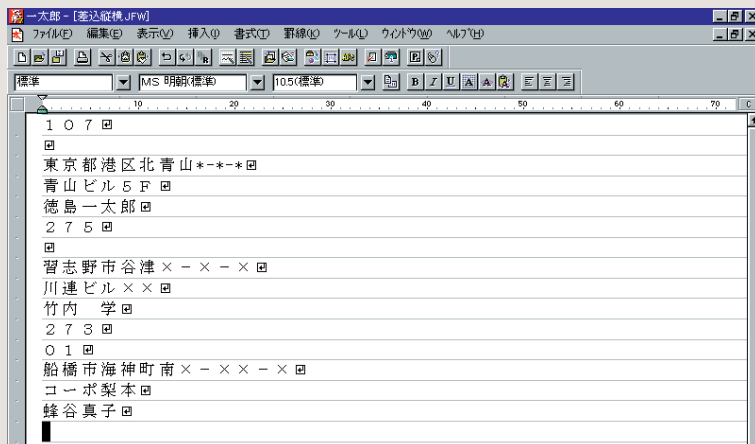 一太郎 - [差込縦横.JFW]
ファイル(F) 編集(E) 表示(V) 挿入(I) 書式(T) 罫線(K) ツール(L) ウィンドウ(W) ヘルプ(H)
標準 MS 明朝(標準) 10.5(標準) B I U A A
10 20 30 40 50 60 70 C
107
東京都港区北青山*-*-*
青山ビル5F
徳島一太郎
275
習志野市谷津×-×-×
川連ビル××
竹内 学
273
01
船橋市海神町南×-××-×
コーポ梨本
蜂谷真子